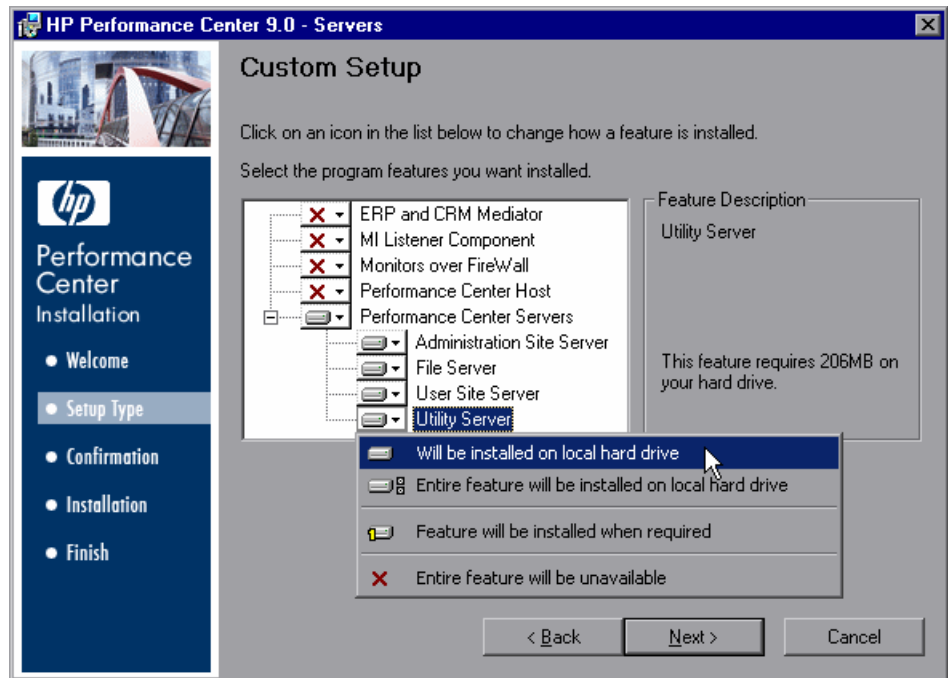 HP Performance Center 9.0 - Servers
hp
Performance
Center
Installation
Welcome
Setup Type
Confirmation
Installation
Finish
Custom Setup
Click on an icon in the list below to change how a feature is installed.
Select the program features you want installed.
ERP and CRM Mediator
MI Listener Component
Monitors over FireWall
Performance Center Host
Performance Center Servers
Administration Site Server
File Server
User Site Server
Utility Server
Feature Description
Utility Server
This feature requires 206MB on
your hard drive.
Will be installed on local hard drive
Entire feature will be installed on local hard drive
Feature will be installed when required
Entire feature will be unavailable
< Back
Next >
Cancel